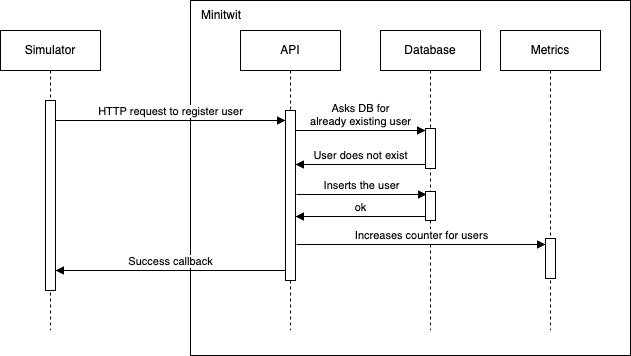 Minitwit
Simulator
API
Database
Metrics
HTTP request to register user
Asks DB for
already existing user
User does not exist
Inserts the user
ok
Increases counter for users
Success callback